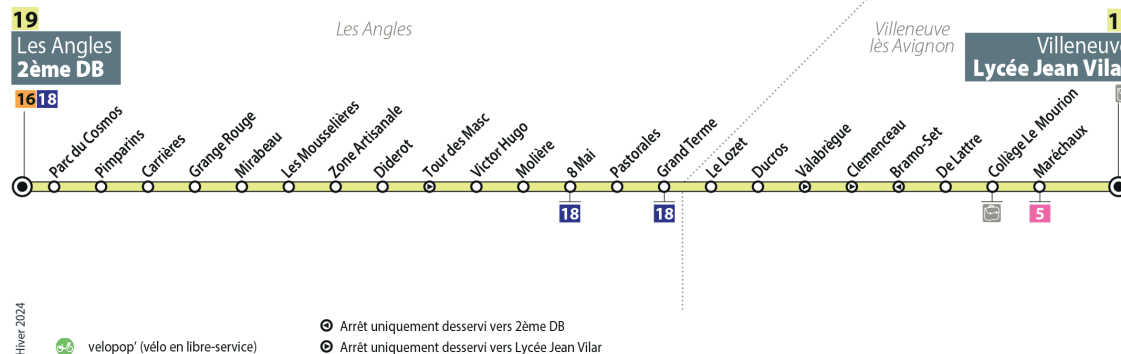 19
Les Angles
2ème DB
16 18
Les Angles
Villeneuve
lès Avignon
Villeneuve
Lycée Jean Vila
Parc du Cosmos
Pimparins
Carrières
Grange Rouge
Mirabeau
Les Mousselières
Zone Artisanale
Diderot
Tour des Masc
Victor Hugo
Molière
8 Mai
Pastorales
Grand Terme
Le Lozet
Ducros
Valabrègue
Clemenceau
Bramo-Set
De Lattre
Collège Le Mourion
Maréchaux
18
18
5
Hiver 2024
velopop' (vélo en libre-service)
Arrêt uniquement desservi vers 2ème DB
Arrêt uniquement desservi vers Lycée Jean Vilar